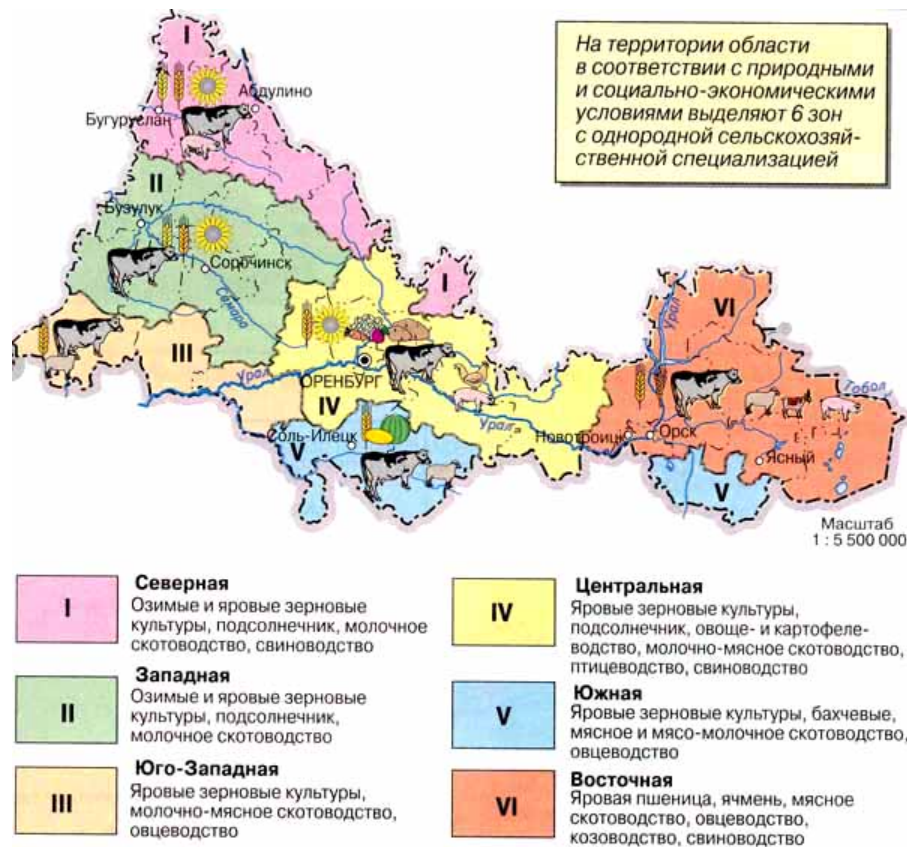 На территории области
в соответствии с природными
и социально-экономическими
условиями выделяют 6 зон
с однородной сельскохозяй-
ственной специализацией
I
Абдулино
Бугуруслан
II
Бузулук
Сорочинск
Самара
I
VI
Урал
III
Урал
ОРЕНБУРГ
IV
Тобол
Соль-Илецк
Урал
Новотроицк
Орск
Ясный
V
V
Масштаб
1 : 5 500 000
I
Северная
Озимые и яровые зерновые
культуры, подсолнечник, молочное
скотоводство, свиноводство
II
Западная
Озимые и яровые зерновые
культуры, подсолнечник,
молочное скотоводство
III
Юго-Западная
Яровые зерновые культуры,
молочно-мясное скотоводство,
овцеводство
IV
Центральная
Яровые зерновые культуры,
подсолнечник, овоще- и картофеле-
водство, молочно-мясное скотоводство,
птицеводство, свиноводство
V
Южная
Яровые зерновые культуры, бахчевые,
мясное и мясо-молочное скотоводство,
овцеводство
VI
Восточная
Яровая пшеница, ячмень, мясное
скотоводство, овцеводство,
козоводство, свиноводство